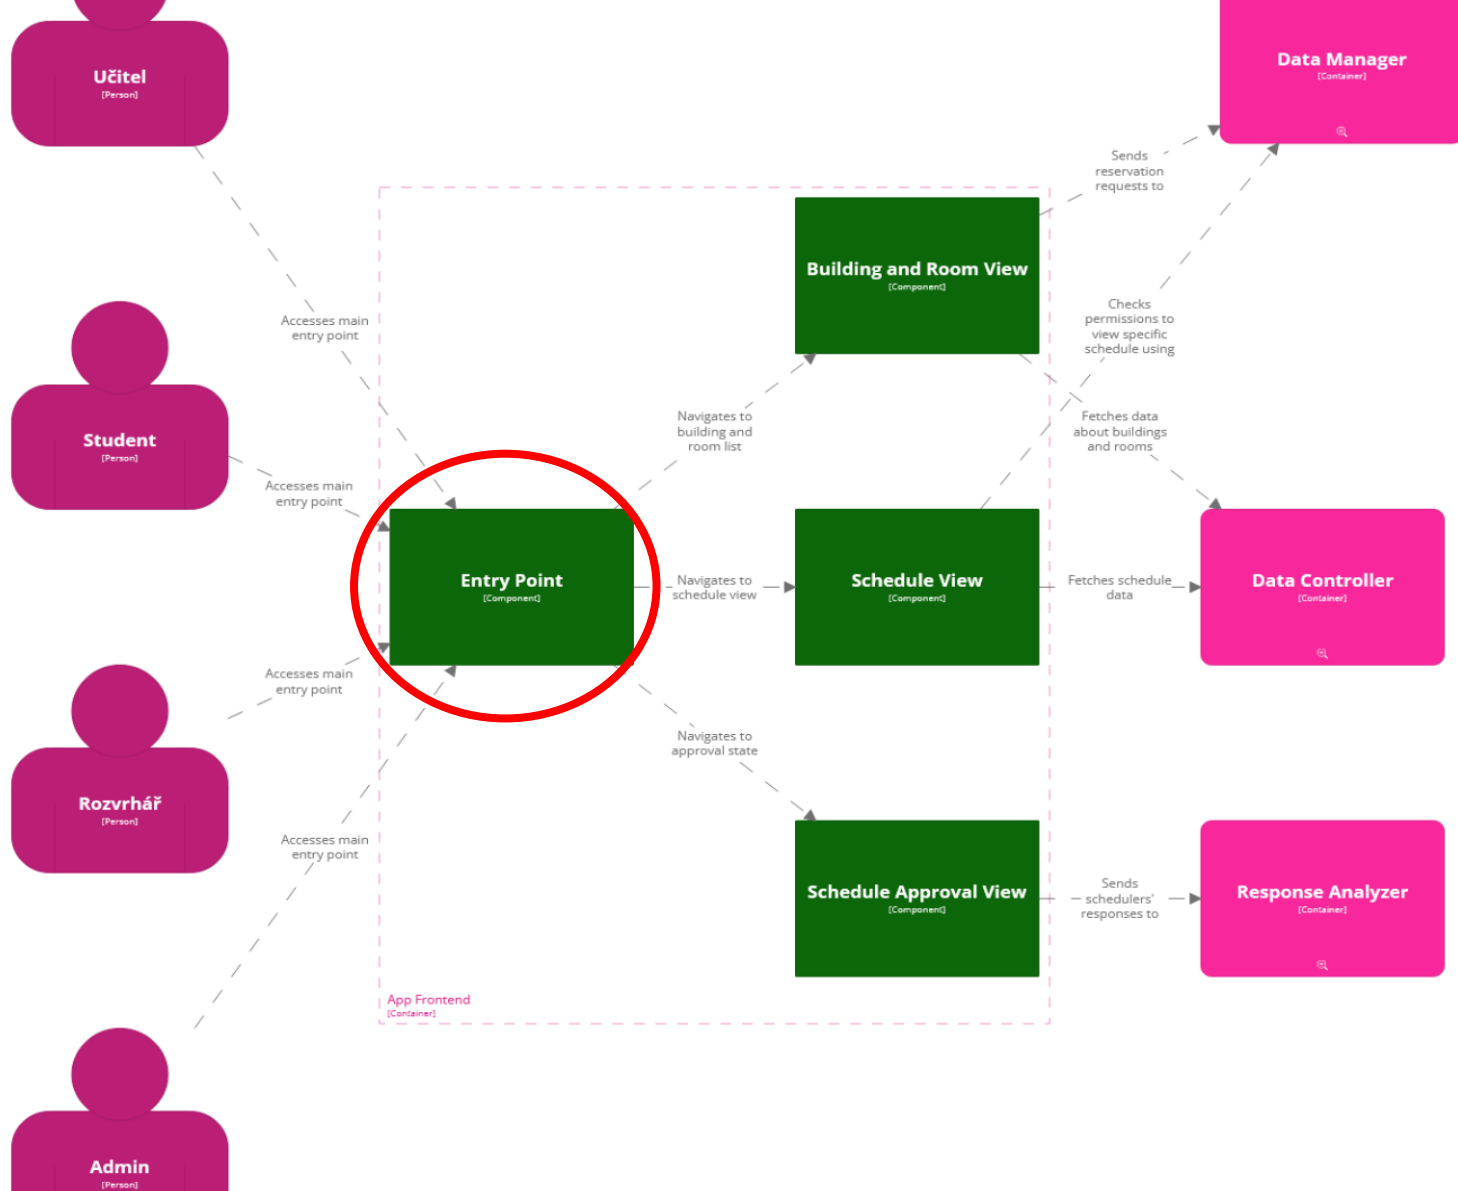 Učitel
[Person]
Data Manager
[Container]
Sends
reservation
requests to
Building and Room View
[Component]
Accesses main
entry point
Checks
permissions to
view specific
schedule using
Student
[Person]
Navigates to
building and
room list
Fetches data
about buildings
and rooms
Accesses main
entry point
Entry Point
[Component]
Navigates to
schedule view
Schedule View
[Component]
Fetches schedule
data
Data Controller
[Container]
Accesses main
entry point
Navigates to
approval state
Rozvrhář
[Person]
Accesses main
entry point
Schedule Approval View
[Component]
Sends
schedulers'
responses to
Response Analyzer
[Container]
App Frontend
[Container]
Admin
[Person]